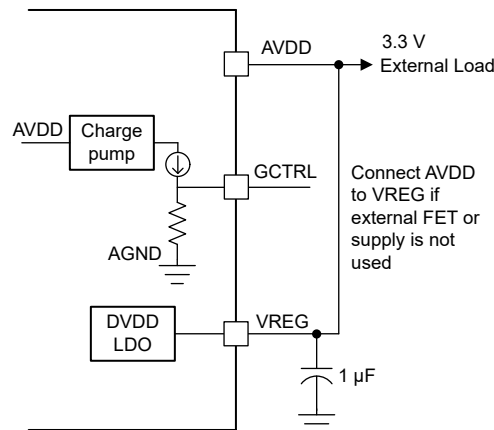 AVDD
3.3 V
External Load
AVDD
Charge
pump
GCTRL
AGND
Connect AVDD
to VREG if
external FET or
supply is not
used
DVDD
LDO
VREG
1 µF